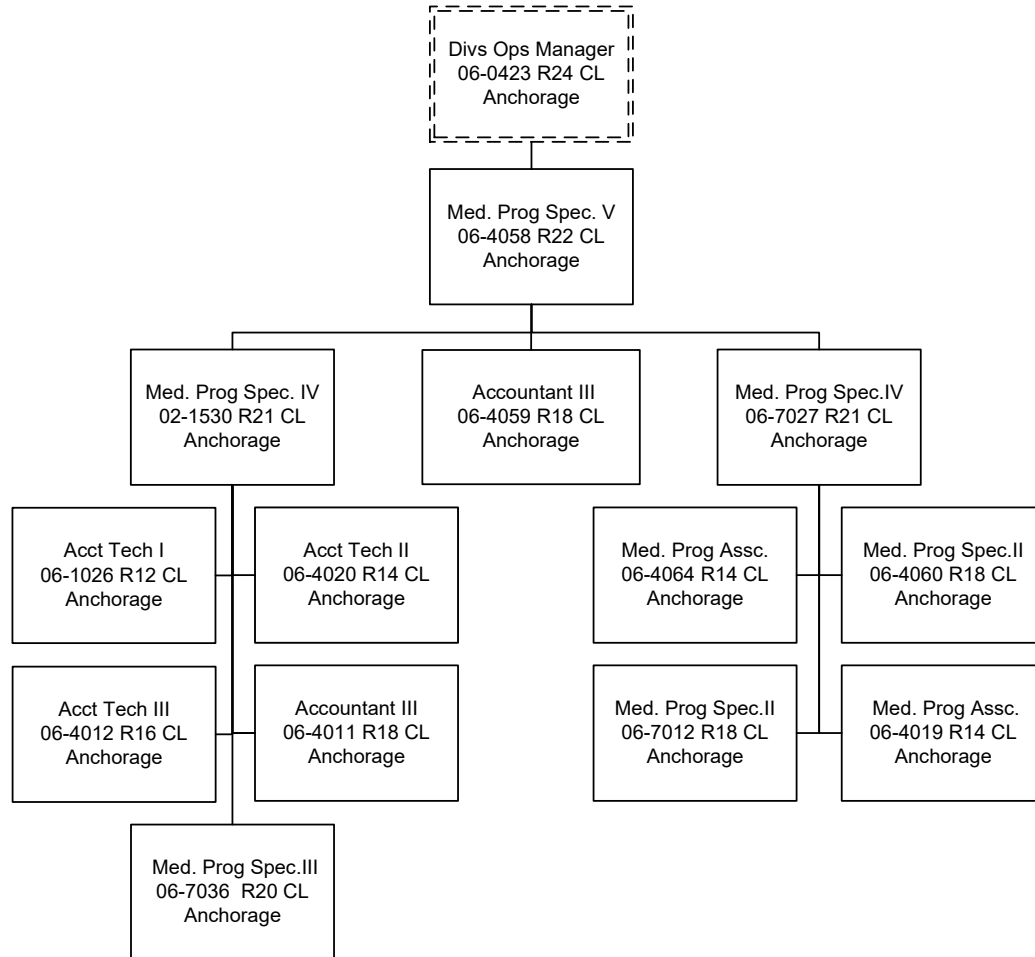 Divs Ops Manager
06-0423 R24 CL
Anchorage
Med. Prog Spec. V
06-4058 R22 CL
Anchorage
Med. Prog Spec. IV
02-1530 R21 CL
Anchorage
Accountant III
06-4059 R18 CL
Anchorage
Med. Prog Spec.IV
06-7027 R21 CL
Anchorage
Acct Tech I
06-1026 R12 CL
Anchorage
Acct Tech II
06-4020 R14 CL
Anchorage
Med. Prog Assc.
06-4064 R14 CL
Anchorage
Med. Prog Spec.II
06-4060 R18 CL
Anchorage
Acct Tech III
06-4012 R16 CL
Anchorage
Accountant III
06-4011 R18 CL
Anchorage
Med. Prog Spec.II
06-7012 R18 CL
Anchorage
Med. Prog Assc.
06-4019 R14 CL
Anchorage
Med. Prog Spec.III
06-7036 R20 CL
Anchorage